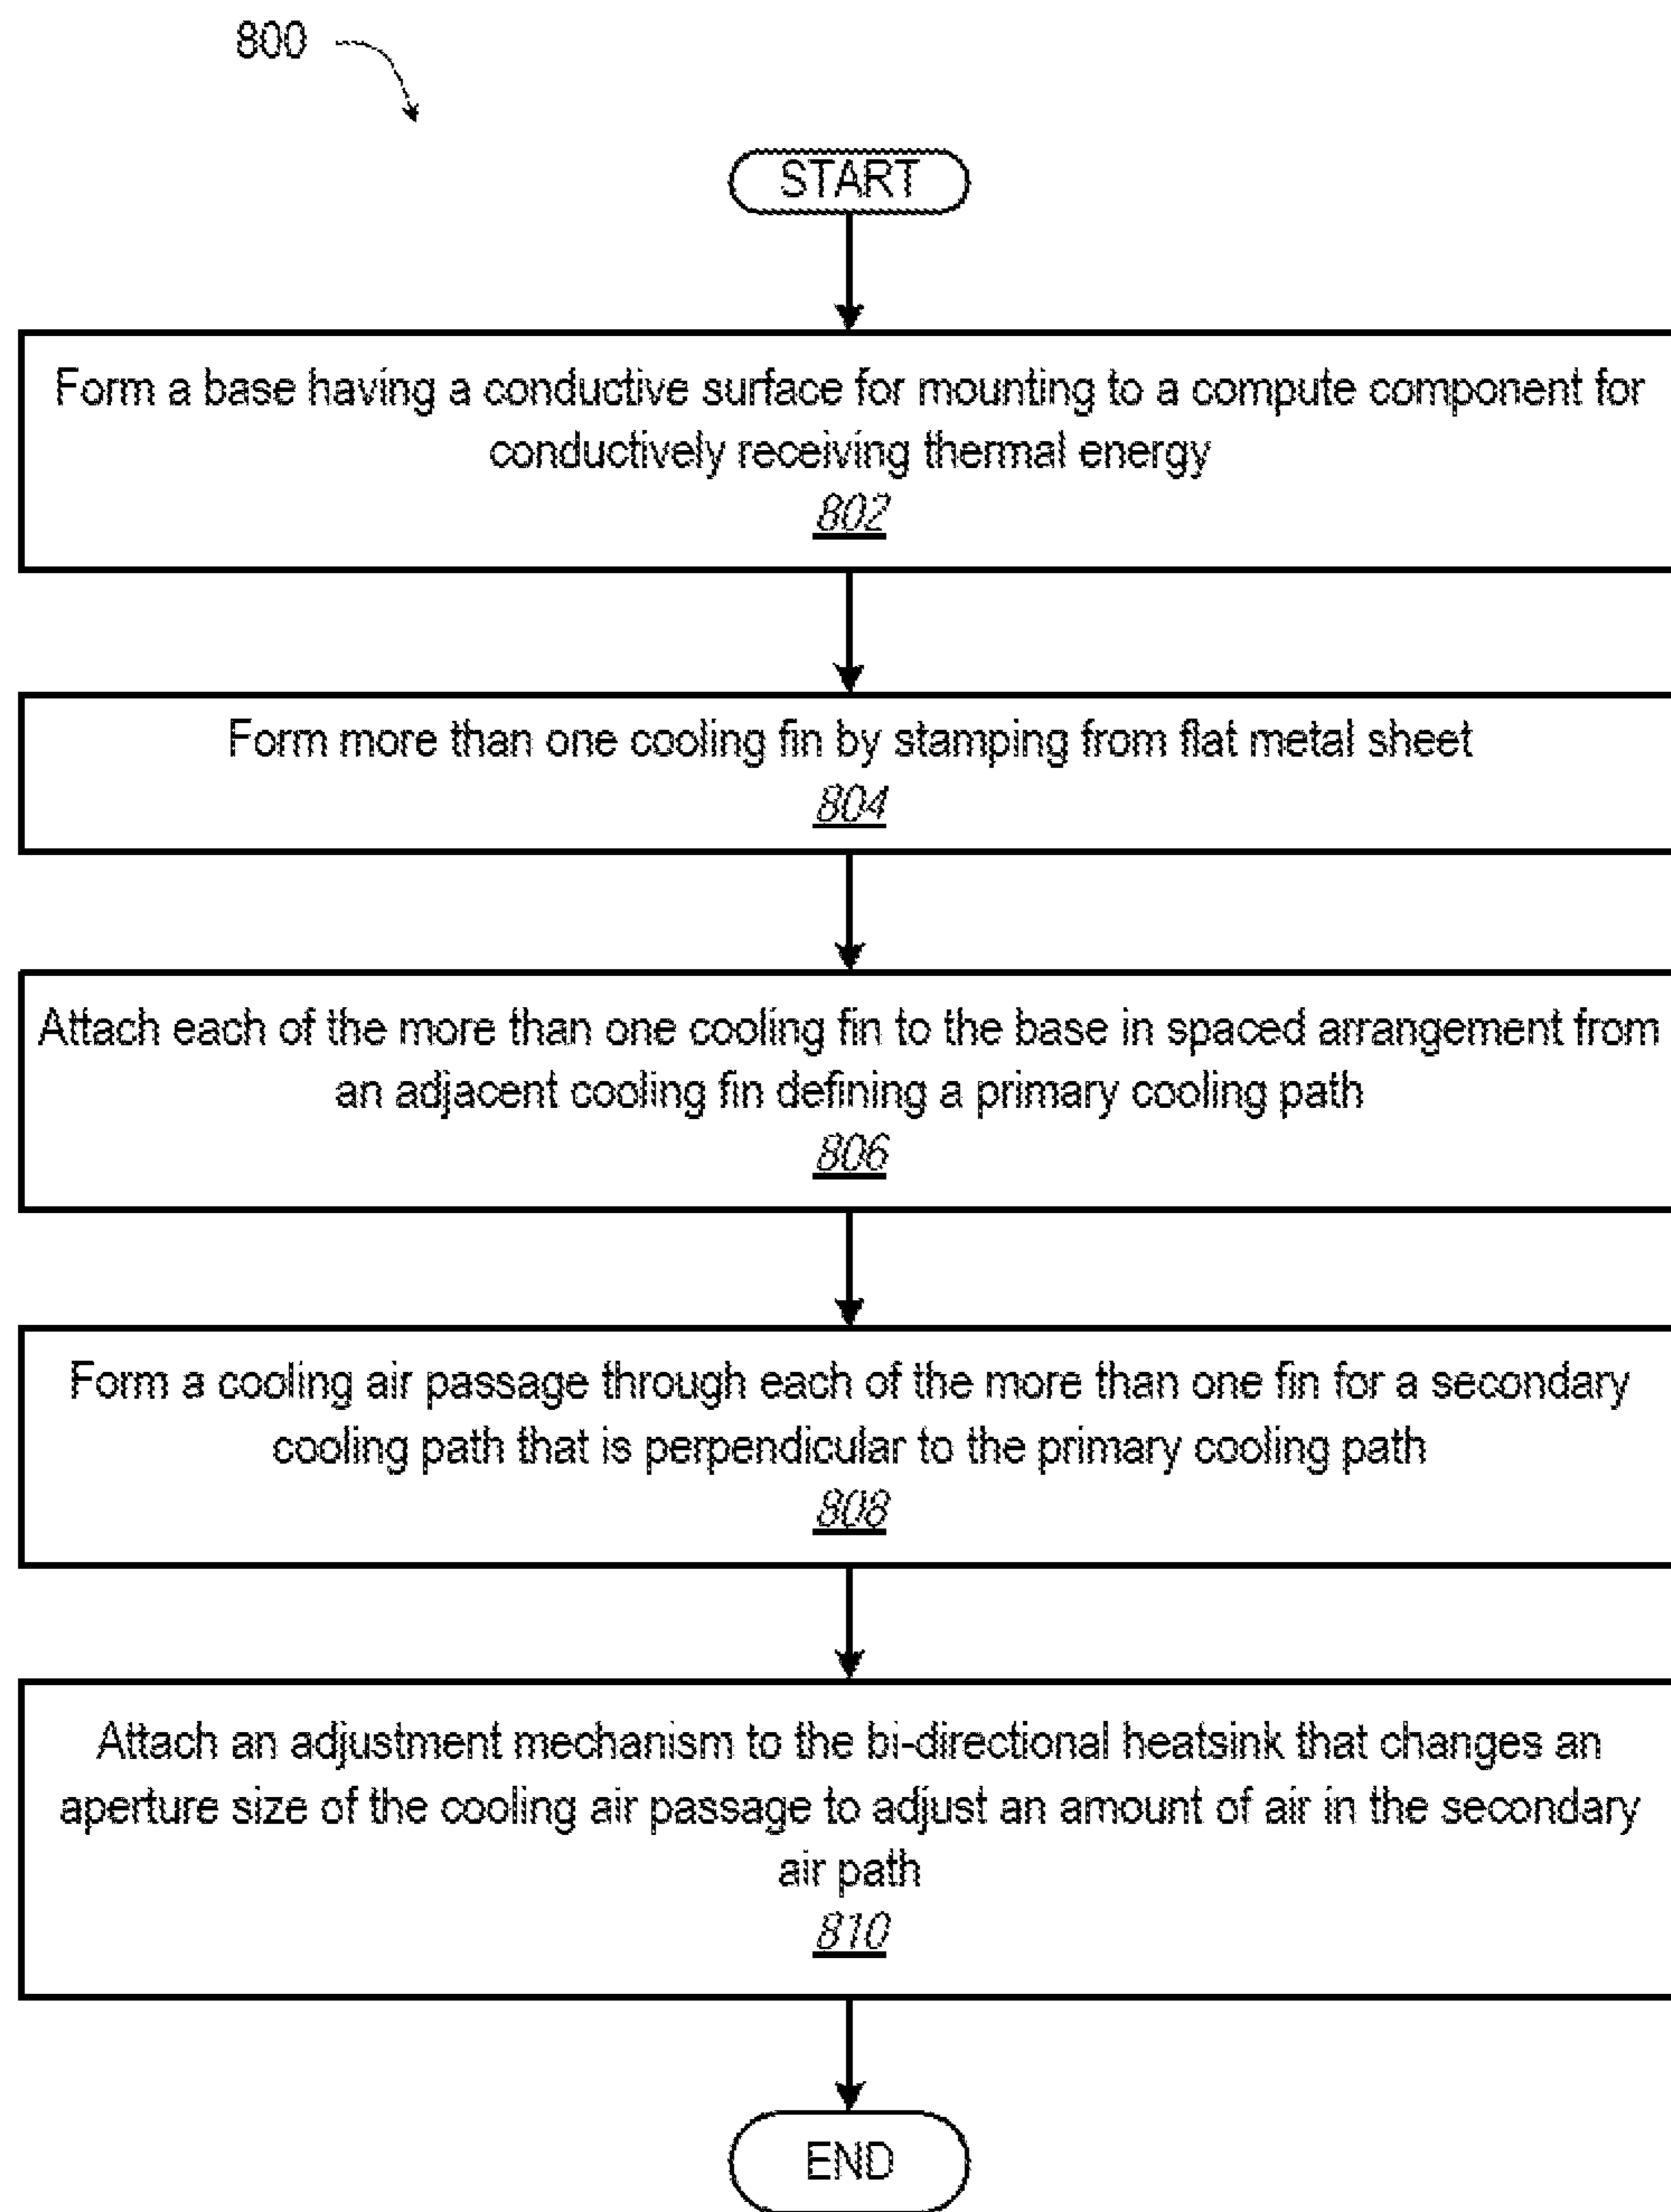 800
START
Form a base having a conductive surface for mounting to a compute component for
conductively receiving thermal energy
802
Form more than one cooling fin by stamping from flat metal sheet
804
Attach each of the more than one cooling fin to the base in spaced arrangement from
an adjacent cooling fin defining a primary cooling path
806
Form a cooling air passage through each of the more than one fin for a secondary
cooling path that is perpendicular to the primary cooling path
808
Attach an adjustment mechanism to the bi-directional heatsink that changes an
aperture size of the cooling air passage to adjust an amount of air in the secondary
air path
810
END